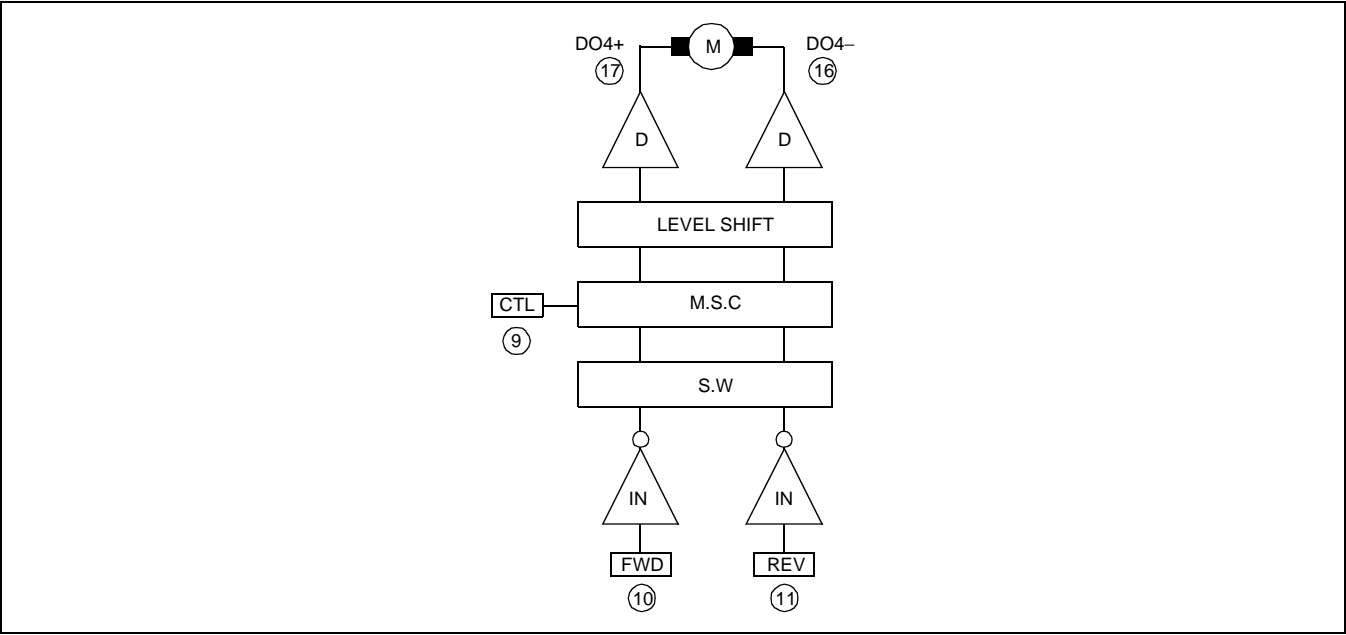 DO4+ M DO4−
17 16
D D
LEVEL SHIFT
CTL M.S.C
9
S.W
IN IN
FWD REV
10 11